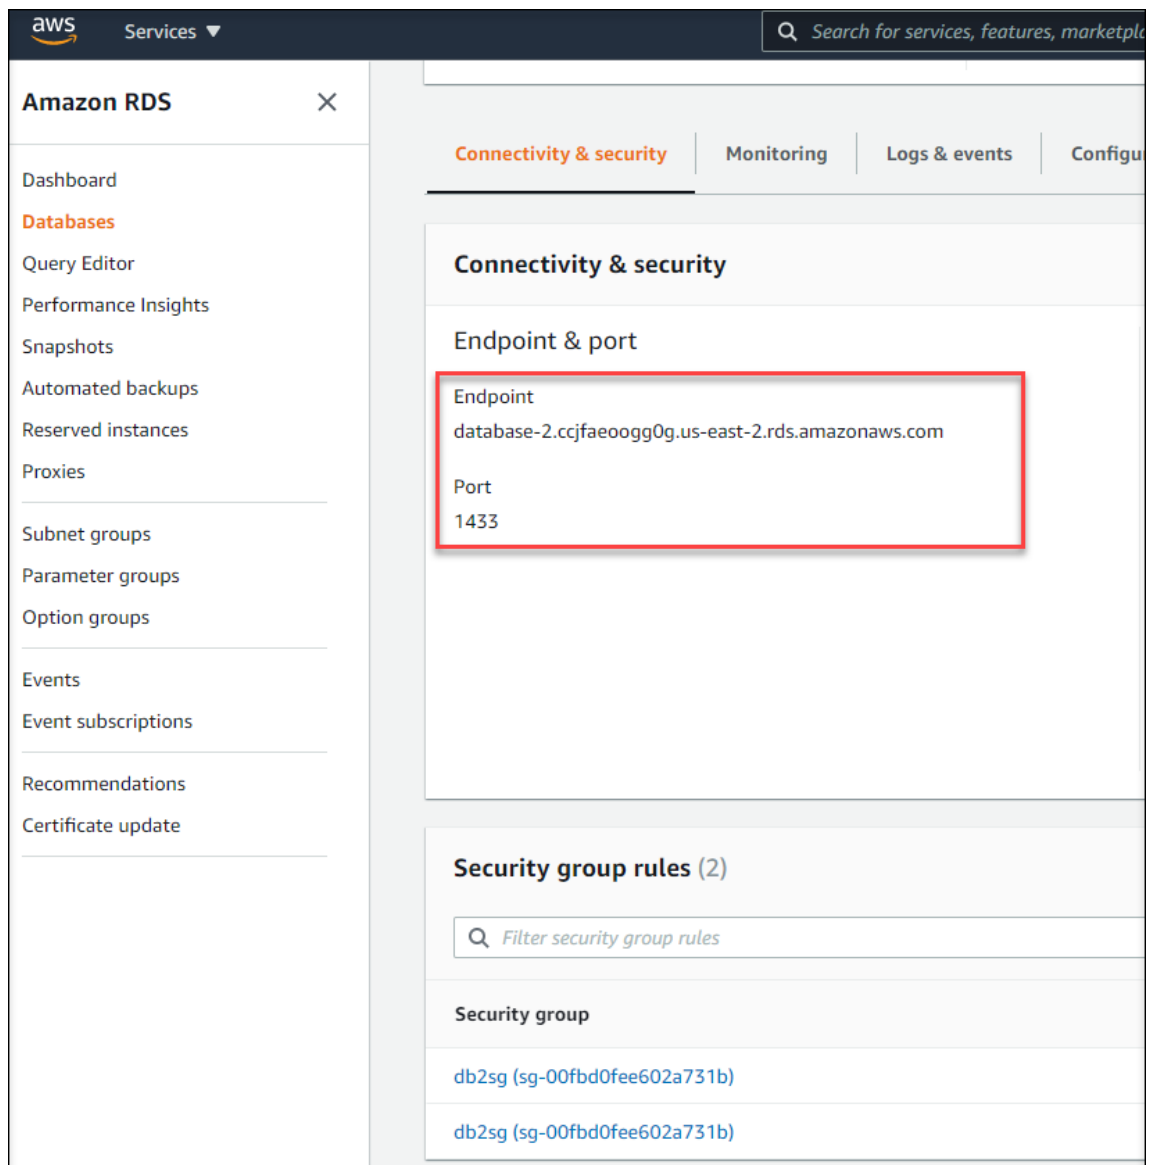 aws
Services ▼
Search for services, features, marketpl
Amazon RDS
Dashboard
Databases
Query Editor
Performance Insights
Snapshots
Automated backups
Reserved instances
Proxies
Subnet groups
Parameter groups
Option groups
Events
Event subscriptions
Recommendations
Certificate update
Connectivity & security
Monitoring
Logs & events
Configu
Connectivity & security
Endpoint & port
Endpoint
database-2.ccjfaeoogg0g.us-east-2.rds.amazonaws.com
Port
1433
Security group rules (2)
Filter security group rules
Security group
db2sg (sg-00fbd0fee602a731b)
db2sg (sg-00fbd0fee602a731b)